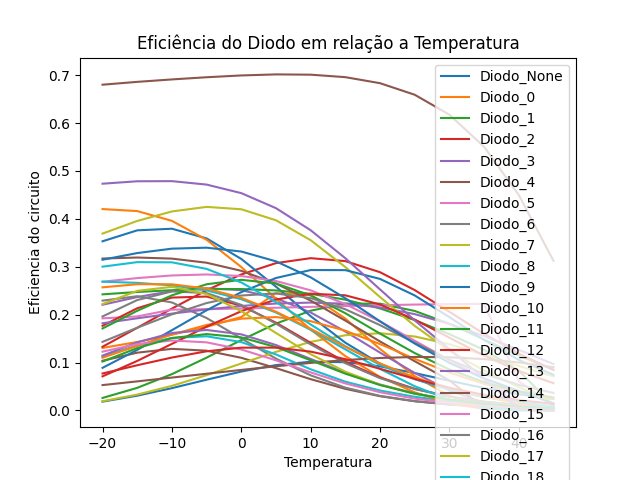 Eficiência do Diodo em relação a Temperatura
Eficiencia do circuito
0.7
0.6
0.5
0.4
0.3
0.2
0.1
0.0
−20
−10
0
10
20
30
40
Temperatura
Diodo_None
Diodo_0
Diodo_1
Diodo_2
Diodo_3
Diodo_4
Diodo_5
Diodo_6
Diodo_7
Diodo_8
Diodo_9
Diodo_10
Diodo_11
Diodo_12
Diodo_13
Diodo_14
Diodo_15
Diodo_16
Diodo_17
Diodo_18